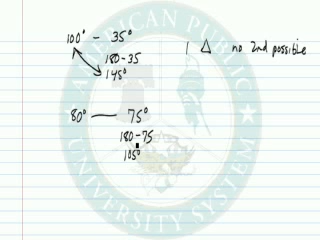 100° - 35°
180-35
145°
1 △ no 2nd possible
80° — 75°
180-75
105°
AMERICAN PUBLIC
UNIVERSITY SYSTEM